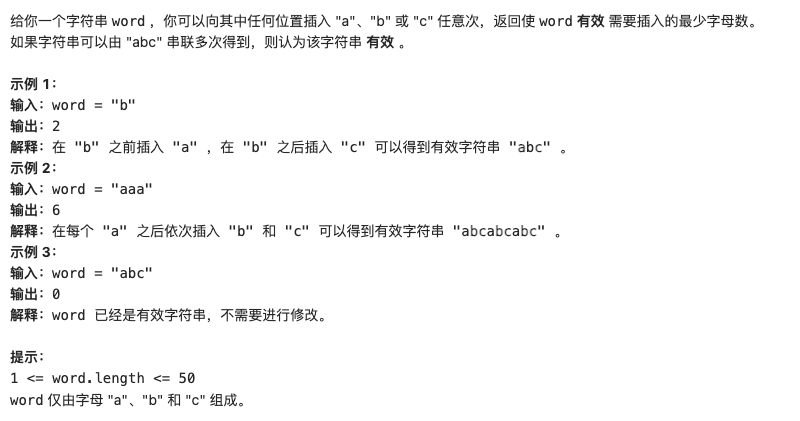 给你一个字符串 word ，你可以向其中任何位置插入 "a"、"b" 或 "c" 任意次，返回使 word 有效 需要插入的最少字母数。
如果字符串可以由 "abc" 串联多次得到，则认为该字符串 有效 。
示例 1：
输入：word = "b"
输出：2
解释：在 "b" 之前插入 "a" ，在 "b" 之后插入 "c" 可以得到有效字符串 "abc" 。
示例 2：
输入：word = "aaa"
输出：6
解释：在每个 "a" 之后依次插入 "b" 和 "c" 可以得到有效字符串 "abcabcabc" 。
示例 3：
输入：word = "abc"
输出：0
解释：word 已经是有效字符串，不需要进行修改。
提示：
1 <= word.length <= 50
word 仅由字母 "a"、"b" 和 "c" 组成。